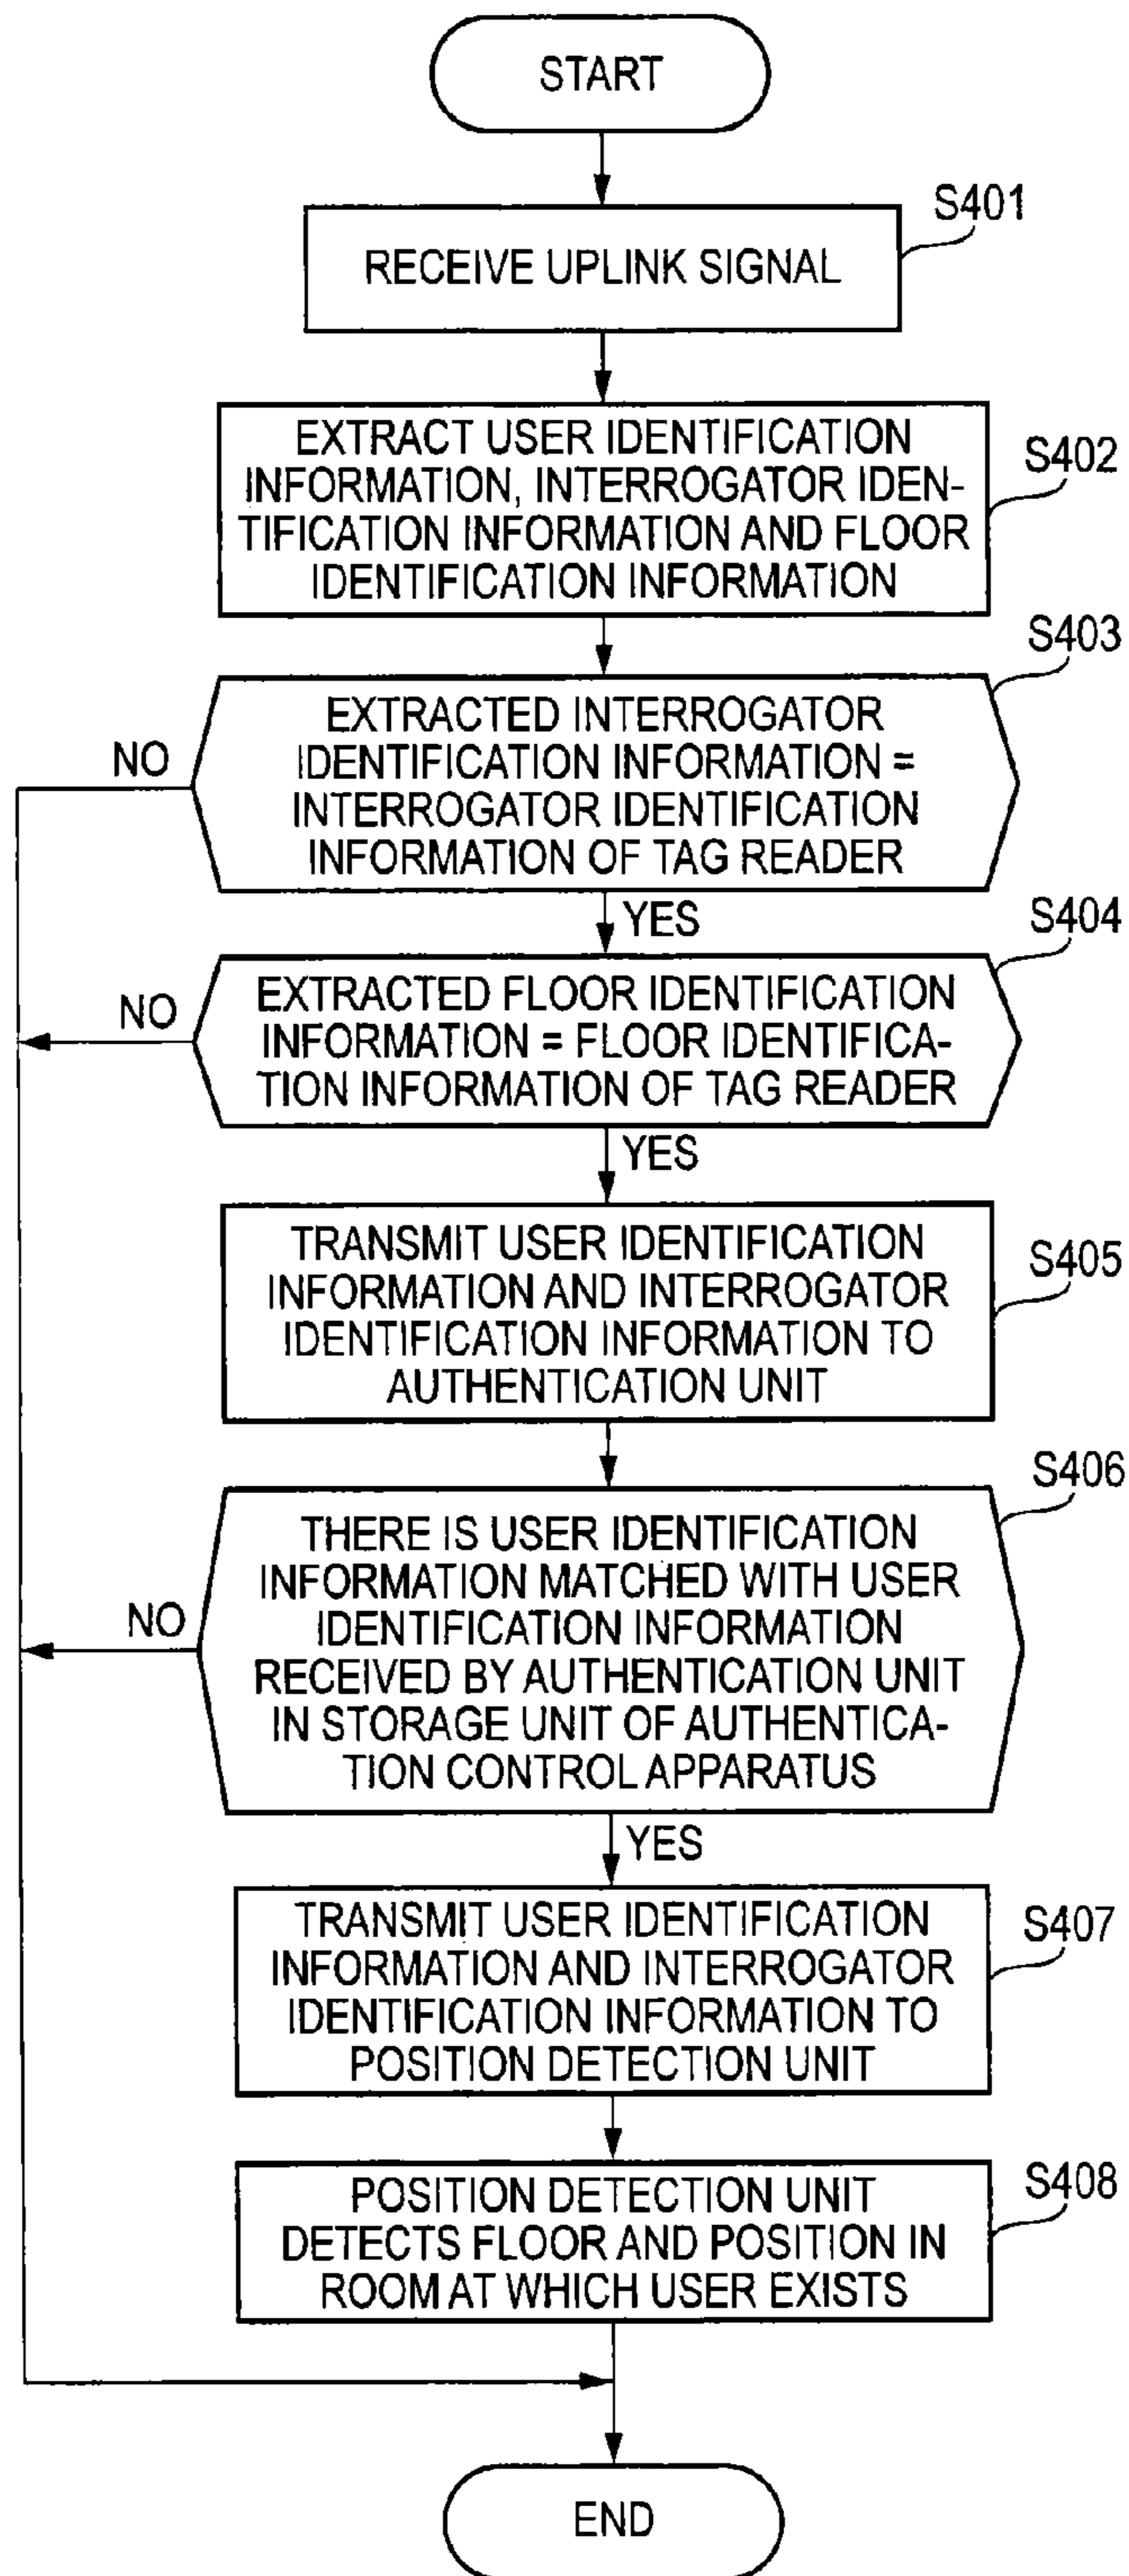 START
S401
RECEIVE UPLINK SIGNAL
S402
EXTRACT USER IDENTIFICATION
INFORMATION, INTERROGATOR IDEN-
TIFICATION INFORMATION AND FLOOR
IDENTIFICATION INFORMATION
S403
EXTRACTED INTERROGATOR
IDENTIFICATION INFORMATION =
INTERROGATOR IDENTIFICATION
INFORMATION OF TAG READER
NO
YES
S404
EXTRACTED FLOOR IDENTIFICATION
INFORMATION = FLOOR IDENTIFICA-
TION INFORMATION OF TAG READER
NO
YES
S405
TRANSMIT USER IDENTIFICATION
INFORMATION AND INTERROGATOR
IDENTIFICATION INFORMATION TO
AUTHENTICATION UNIT
S406
THERE IS USER IDENTIFICATION
INFORMATION MATCHED WITH USER
IDENTIFICATION INFORMATION
RECEIVED BY AUTHENTICATION UNIT
IN STORAGE UNIT OF AUTHENTICA-
TION CONTROL APPARATUS
NO
YES
S407
TRANSMIT USER IDENTIFICATION
INFORMATION AND INTERROGATOR
IDENTIFICATION INFORMATION TO
POSITION DETECTION UNIT
S408
POSITION DETECTION UNIT
DETECTS FLOOR AND POSITION IN
ROOM AT WHICH USER EXISTS
END